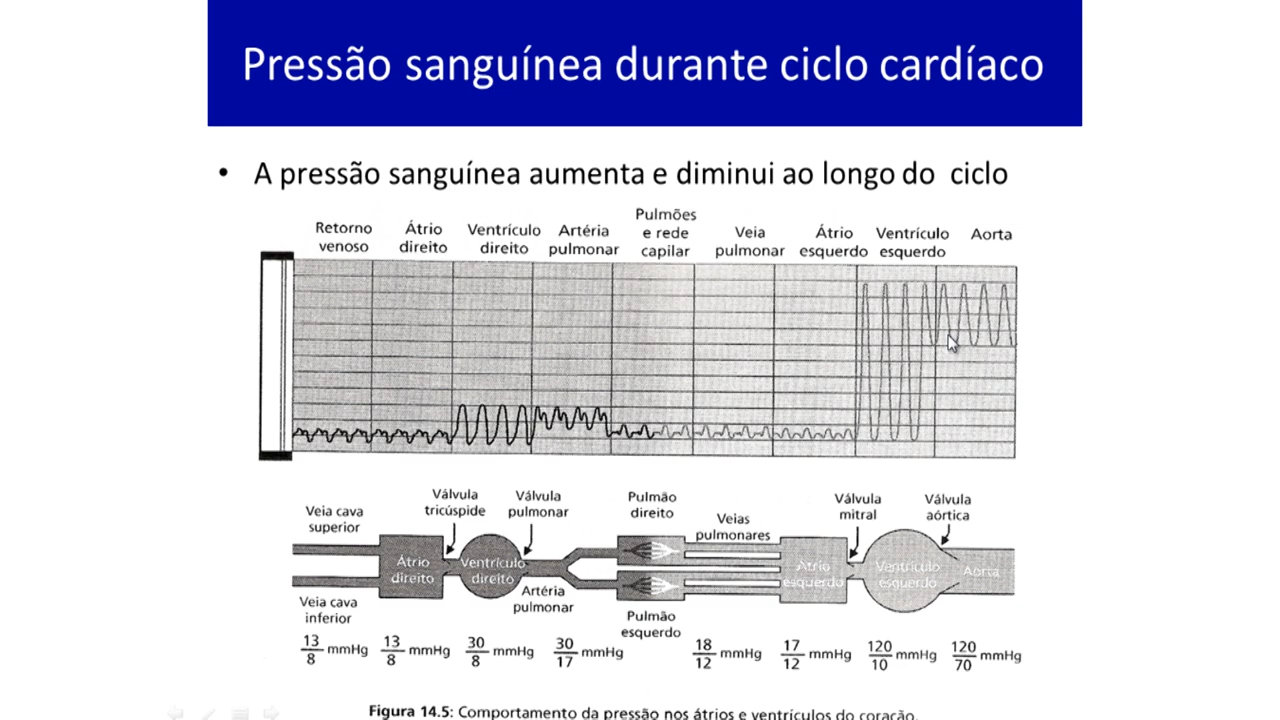 Pressão sanguínea durante ciclo cardíaco
• A pressão sanguínea aumenta e diminui ao longo do ciclo
Retorno venoso
Átrio direito
Ventrículo direito
Artéria pulmonar
Pulmões e rede capilar
Veia pulmonar
Átrio esquerdo
Ventrículo esquerdo
Aorta
Veia cava superior
Válvula tricúspide
Válvula pulmonar
Pulmão direito
Veias pulmonares
Válvula mitral
Válvula aórtica
Átrio direito
Ventrículo direito
Átrio esquerdo
Ventrículo esquerdo
Aorta
Veia cava inferior
Artéria pulmonar
Pulmão esquerdo
13/8 mmHg
13/8 mmHg
30/8 mmHg
30/17 mmHg
18/12 mmHg
17/12 mmHg
120/10 mmHg
120/70 mmHg
Figura 14.5: Comportamento da pressão nos átrios e ventrículos do coração.